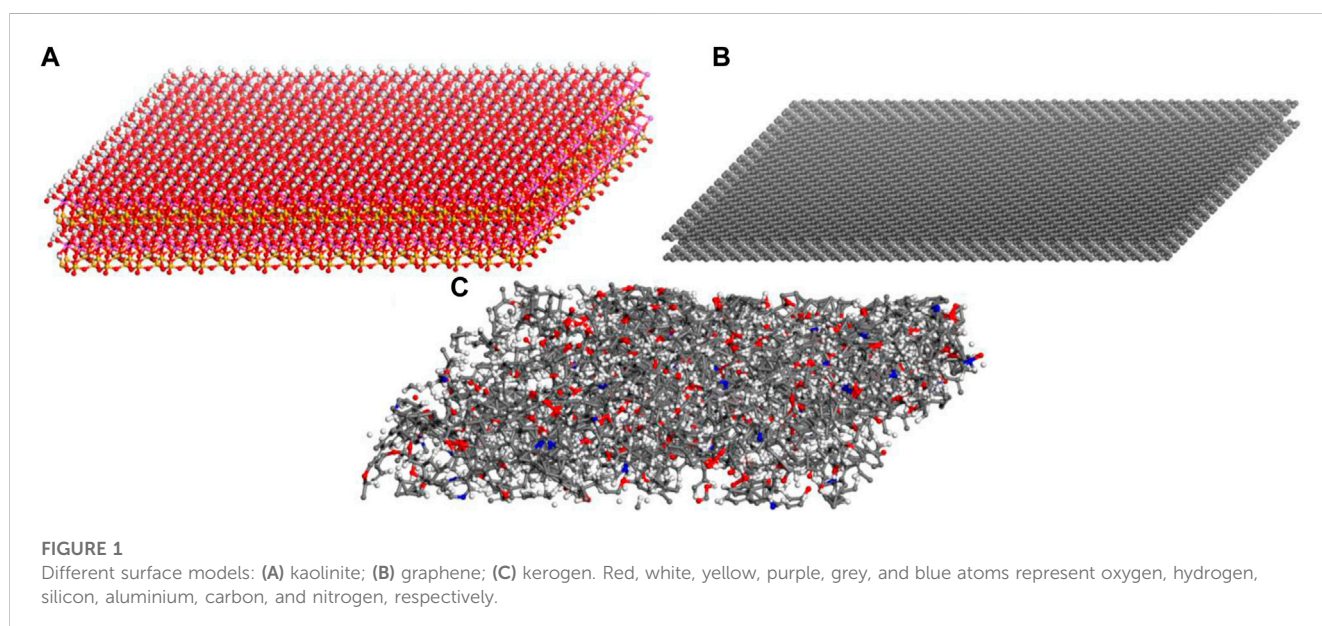 A
B
C
FIGURE 1
Different surface models: (A) kaolinite; (B) graphene; (C) kerogen. Red, white, yellow, purple, grey, and blue atoms represent oxygen, hydrogen,
silicon, aluminium, carbon, and nitrogen, respectively.